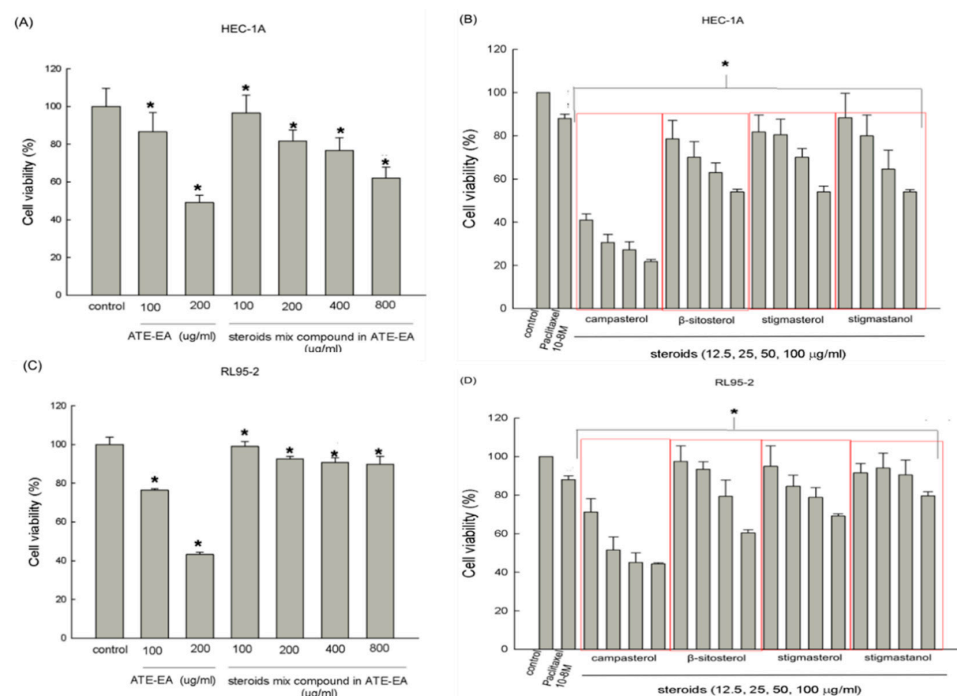 (A)
HEC-1A
120
100
80
60
40
20
0
Cell viability (%)
* * * * * *
control 100 200 100 200 400 800
ATE-EA (ug/ml) steroids mix compound in ATE-EA
(µg/ml)
(B)
HEC-1A
120
100
80
60
40
20
0
Cell viability (%)
*
control
Paclitaxel
10-8M
campasterol β-sitosterol stigmasterol stigmastanol
steroids (12.5, 25, 50, 100 µg/ml)
(C)
RL95-2
120
100
80
60
40
20
0
Cell viability (%)
* * * * * *
control 100 200 100 200 400 800
ATE-EA (ug/ml) steroids mix compound in ATE-EA
(µg/ml)
(D)
RL95-2
120
100
80
60
40
20
0
Cell viability (%)
*
control
Paclitaxel
10-8M
campasterol β-sitosterol stigmasterol stigmastanol
steroids (12.5, 25, 50, 100 µg/ml)